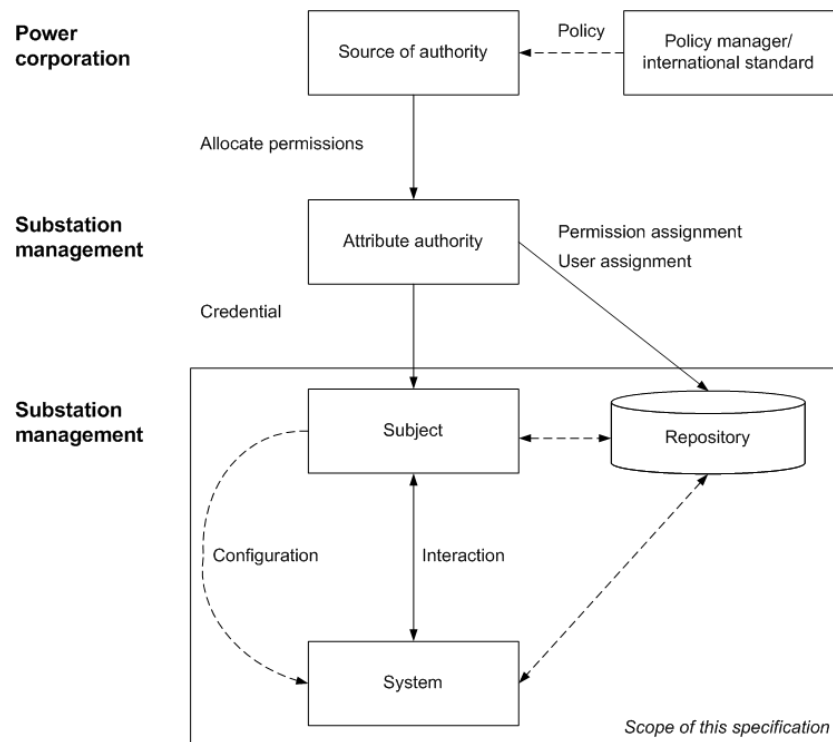 Power
corporation
Source of authority
Policy
Policy manager/
international standard
Allocate permissions
Substation
management
Attribute authority
Permission assignment
User assignment
Credential
Substation
management
Subject
Repository
Configuration
Interaction
System
Scope of this specification